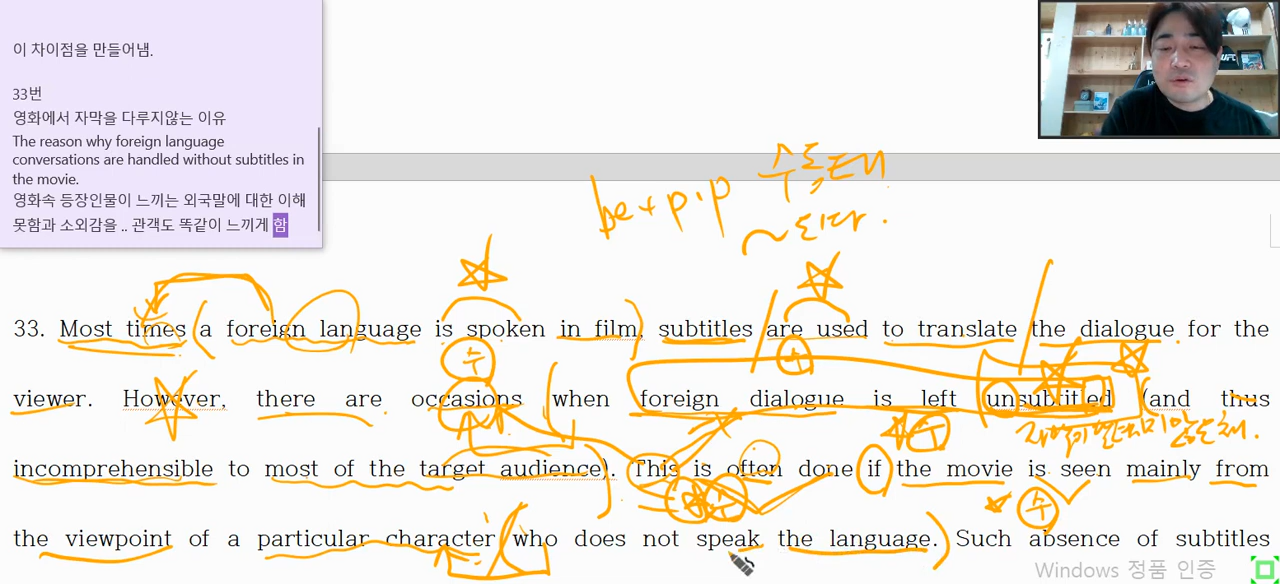 이 차이점을 만들어냄.
33번
영화에서 자막을 다루지않는 이유
The reason why foreign language
conversations are handled without subtitles in
the movie.
영화속 등장인물이 느끼는 외국말에 대한 이해
못함과 소외감을 .. 관객도 똑같이 느끼게 함
be + p.p 수동태
~되다.
33. Most times a foreign language is spoken in film, subtitles are used to translate the dialogue for the
수 수
viewer. However, there are occasions when foreign dialogue is left unsubtitled (and thus
수
incomprehensible to most of the target audience). This is often done if the movie is seen mainly from
수 수
the viewpoint of a particular character who does not speak the language. Such absence of subtitles
Windows 정품 인증